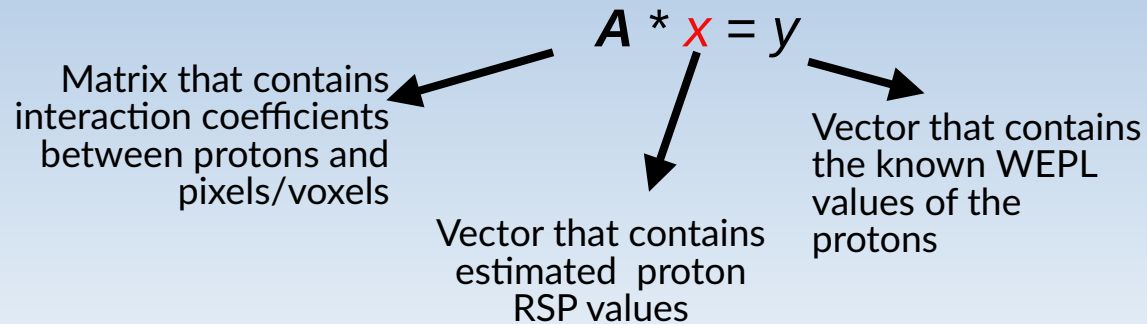 A * x = y
Matrix that contains
interaction coefficients
between protons and
pixels/voxels
Vector that contains
estimated proton
RSP values
Vector that contains
the known WEPL
values of the
protons